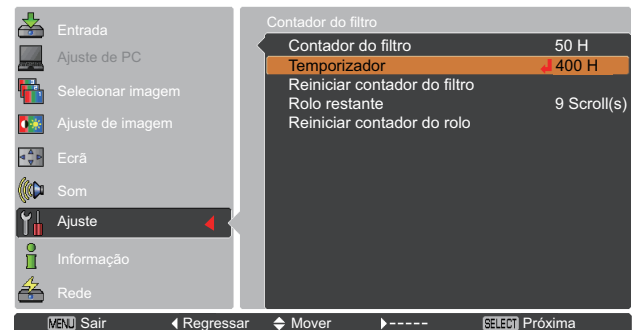 Entrada
Ajuste de PC
Selecionar imagem
Ajuste de imagem
Ecrã
Som
Ajuste
Informação
Rede
Contador do filtro
Contador do filtro 50 H
Temporizador 400 H
Reiniciar contador do filtro
Rolo restante 9 Scroll(s)
Reiniciar contador do rolo
MENU Sair Regressar Mover ----- SELECT Próxima